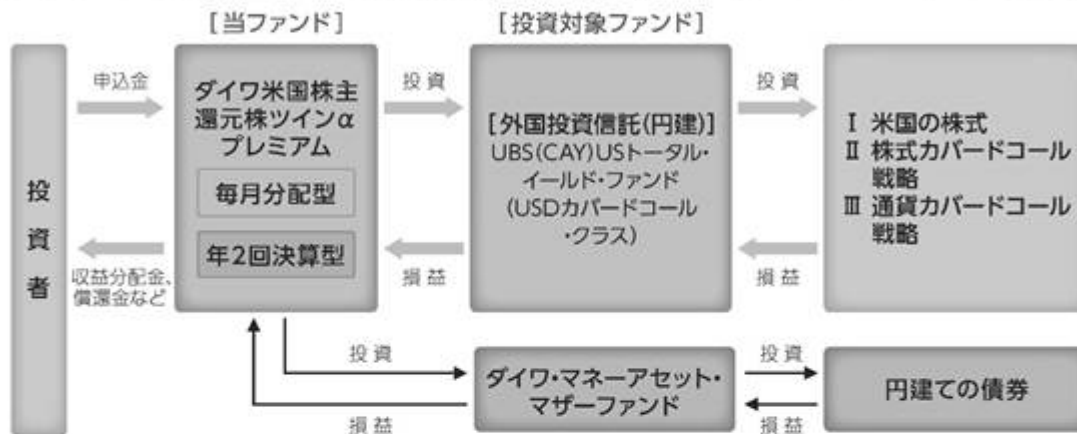 [当ファンド]
[投資対象ファンド]
投資者
申込金
収益分配金、
償還金など
ダイワ米国株主
還元株ツインα
プレミアム
毎月分配型
年2回決算型
投資
損益
[外国投資信託(円建)]
UBS(CAY)USトータル・
イールド・ファンド
(USDカバードコール
・クラス)
投資
損益
Ⅰ 米国の株式
Ⅱ 株式カバードコール
戦略
Ⅲ 通貨カバードコール
戦略
投資
損益
ダイワ・マネーアセット・
マザーファンド
投資
損益
円建ての債券